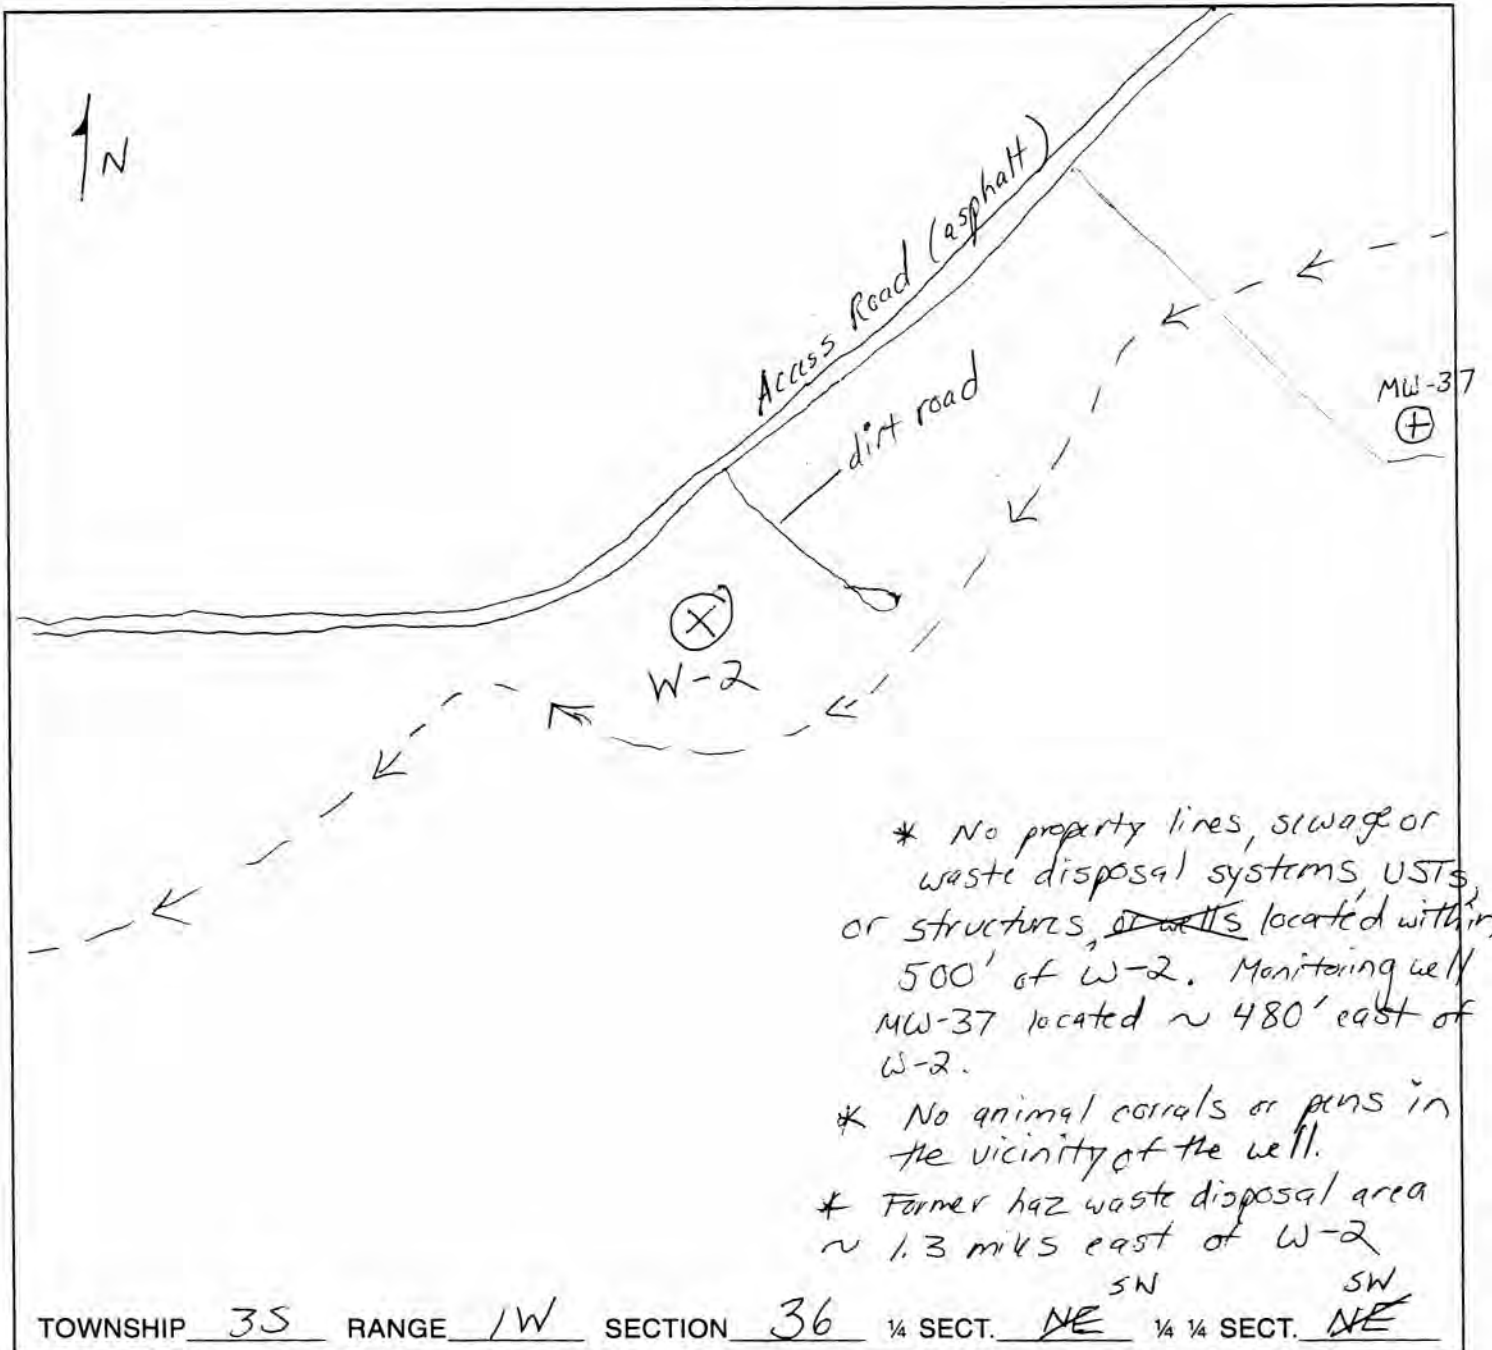 N
Access Road (asphalt)
dirt road
MW-37
W-2
* No property lines, sewage or
waste disposal systems, USTs,
or structures, or wells located within
500' of W-2. Monitoring well
MW-37 located ~ 480' east of
W-2.
* No animal corrals or pens in
the vicinity of the well.
* Former haz waste disposal area
~ 1.3 miles east of W-2
SW SW
TOWNSHIP 3S RANGE 1W SECTION 36 ¼ SECT. NE ¼ ¼ SECT. NE